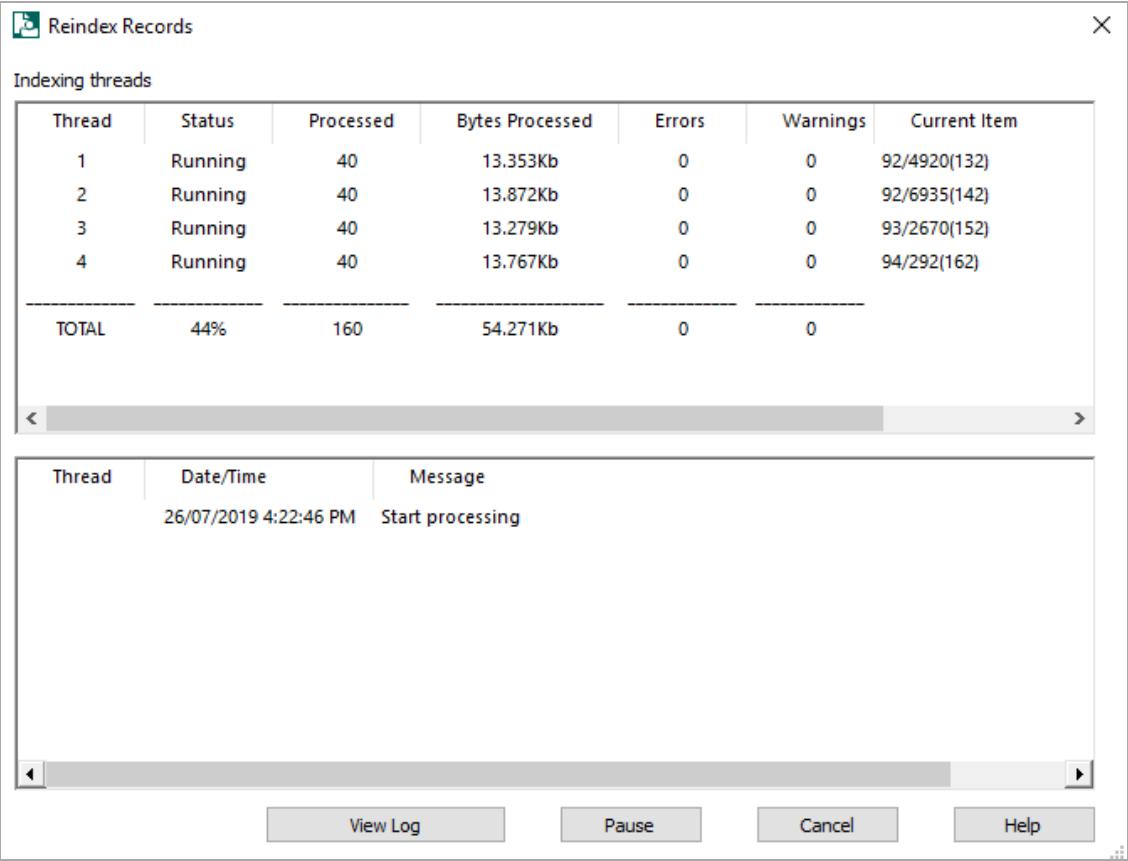 Reindex Records
Indexing threads
Thread Status Processed Bytes Processed Errors Warnings Current Item
1 Running 40 13.353Kb 0 0 92/4920(132)
2 Running 40 13.872Kb 0 0 92/6935(142)
3 Running 40 13.279Kb 0 0 93/2670(152)
4 Running 40 13.767Kb 0 0 94/292(162)
TOTAL 44% 160 54.271Kb 0 0
Thread Date/Time Message
26/07/2019 4:22:46 PM Start processing
View Log Pause Cancel Help